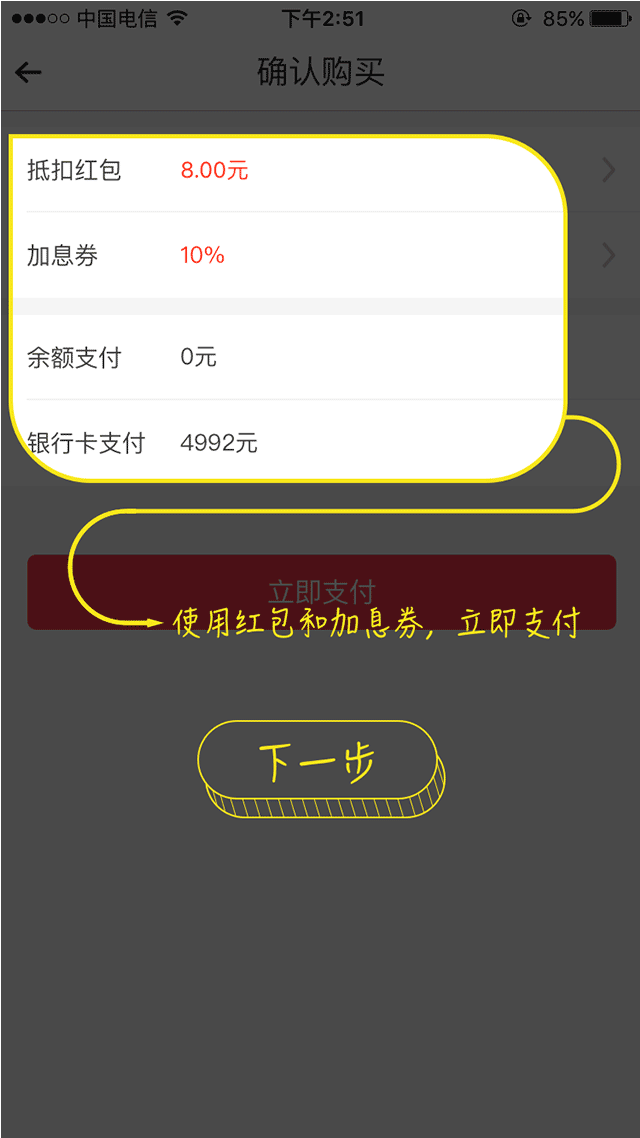 中国电信 下午2:51 85%
确认购买
抵扣红包 8.00元
加息券 10%
余额支付 0元
银行卡支付 4992元
立即支付
使用红包和加息券，立即支付
下一步